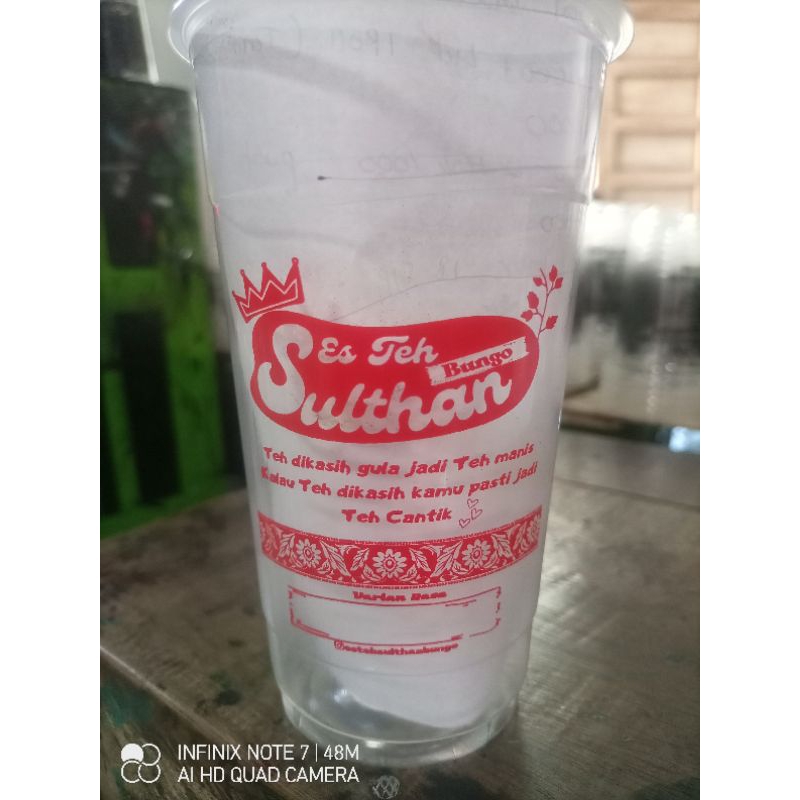 Es Teh
Bungo
Sulthan
Teh dikasih gula jadi Teh manis
Kalau Teh dikasih kamu pasti jadi
Teh Cantik
Varian Rasa
@estehsulthanbungo
INFINIX NOTE 7 | 48M
AI HD QUAD CAMERA